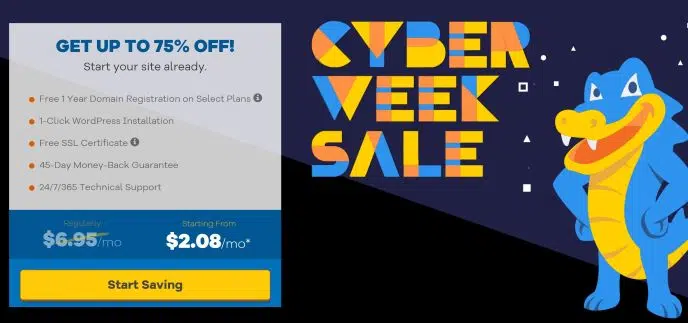 GET UP TO 75% OFF!
Start your site already.
Free 1 Year Domain Registration on Select Plans
1-Click WordPress Installation
Free SSL Certificate
45-Day Money-Back Guarantee
24/7/365 Technical Support
Regularly
$6.95/mo
Starting From
$2.08/mo*
Start Saving
CYBER
WEEK
SALE